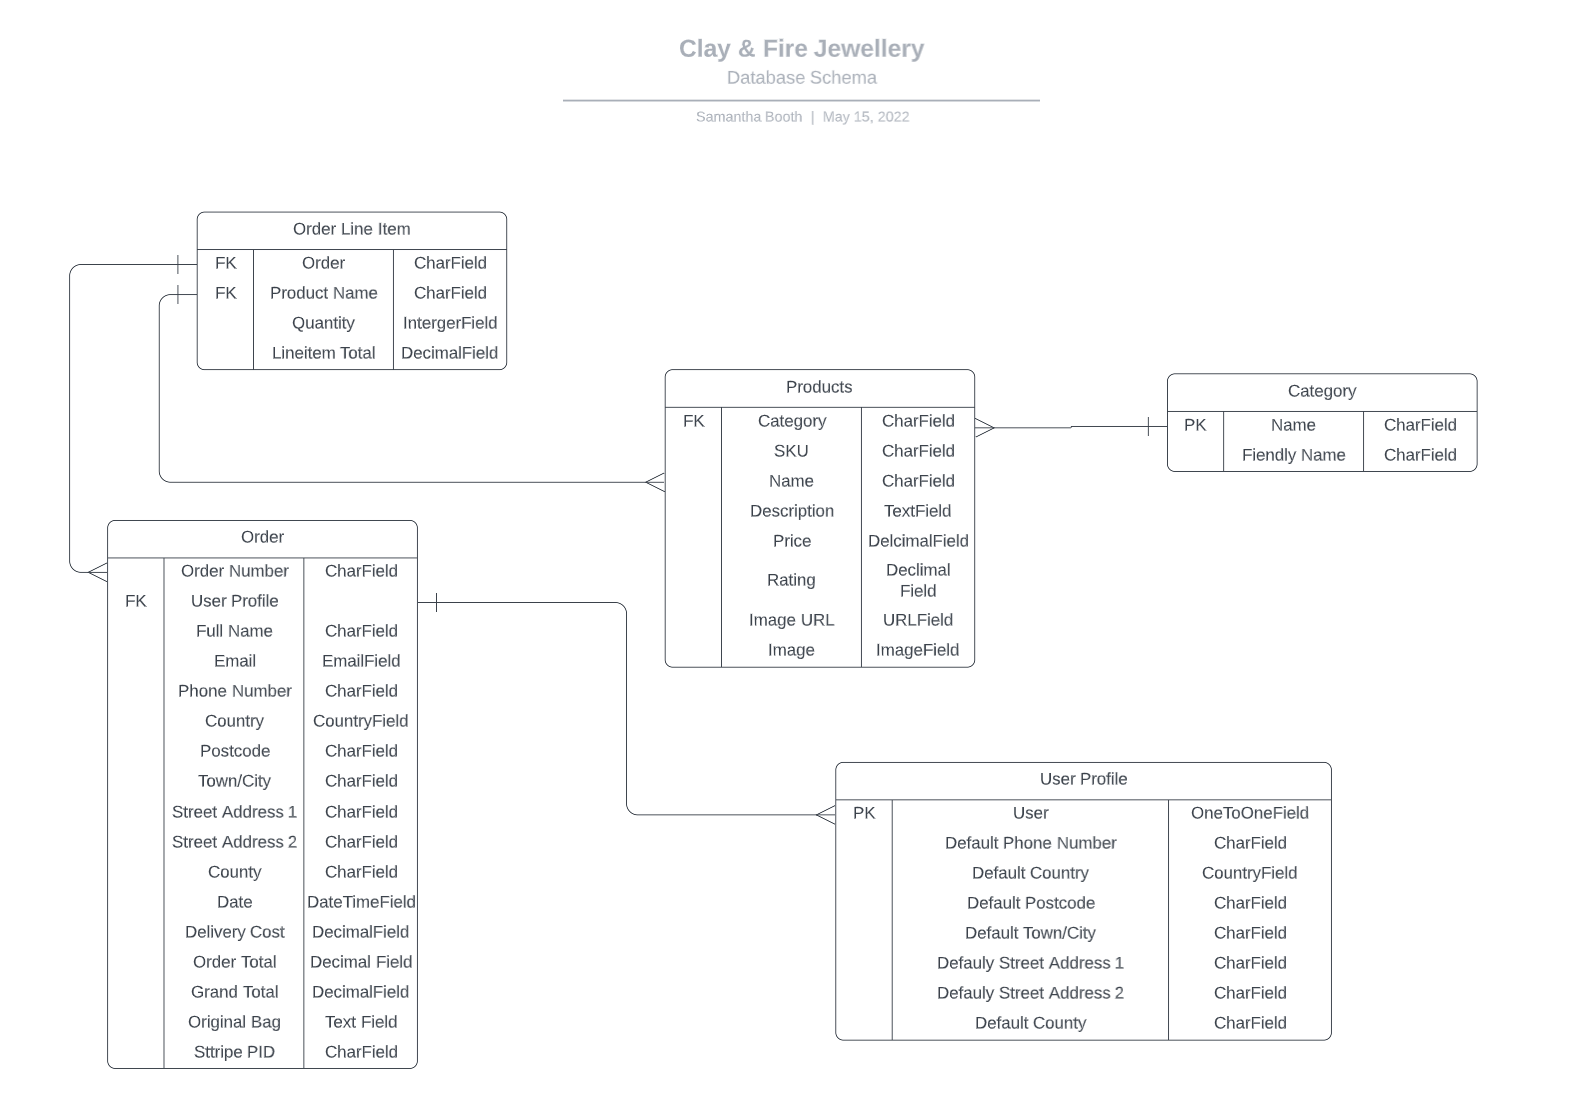 Clay & Fire Jewellery
Database Schema
Samantha Booth | May 15, 2022
Order Line Item
FK Order CharField
FK Product Name CharField
Quantity IntergerField
Lineitem Total DecimalField
Products
FK Category CharField
SKU CharField
Name CharField
Description TextField
Price DelcimalField
Rating Declimal
Field
Image URL URLField
Image ImageField
Category
PK Name CharField
Fiendly Name CharField
Order
Order Number CharField
FK User Profile
Full Name CharField
Email EmailField
Phone Number CharField
Country CountryField
Postcode CharField
Town/City CharField
Street Address 1 CharField
Street Address 2 CharField
County CharField
Date DateTimeField
Delivery Cost DecimalField
Order Total Decimal Field
Grand Total DecimalField
Original Bag Text Field
Sttripe PID CharField
User Profile
PK User OneToOneField
Default Phone Number CharField
Default Country CountryField
Default Postcode CharField
Default Town/City CharField
Defauly Street Address 1 CharField
Defauly Street Address 2 CharField
Default County CharField